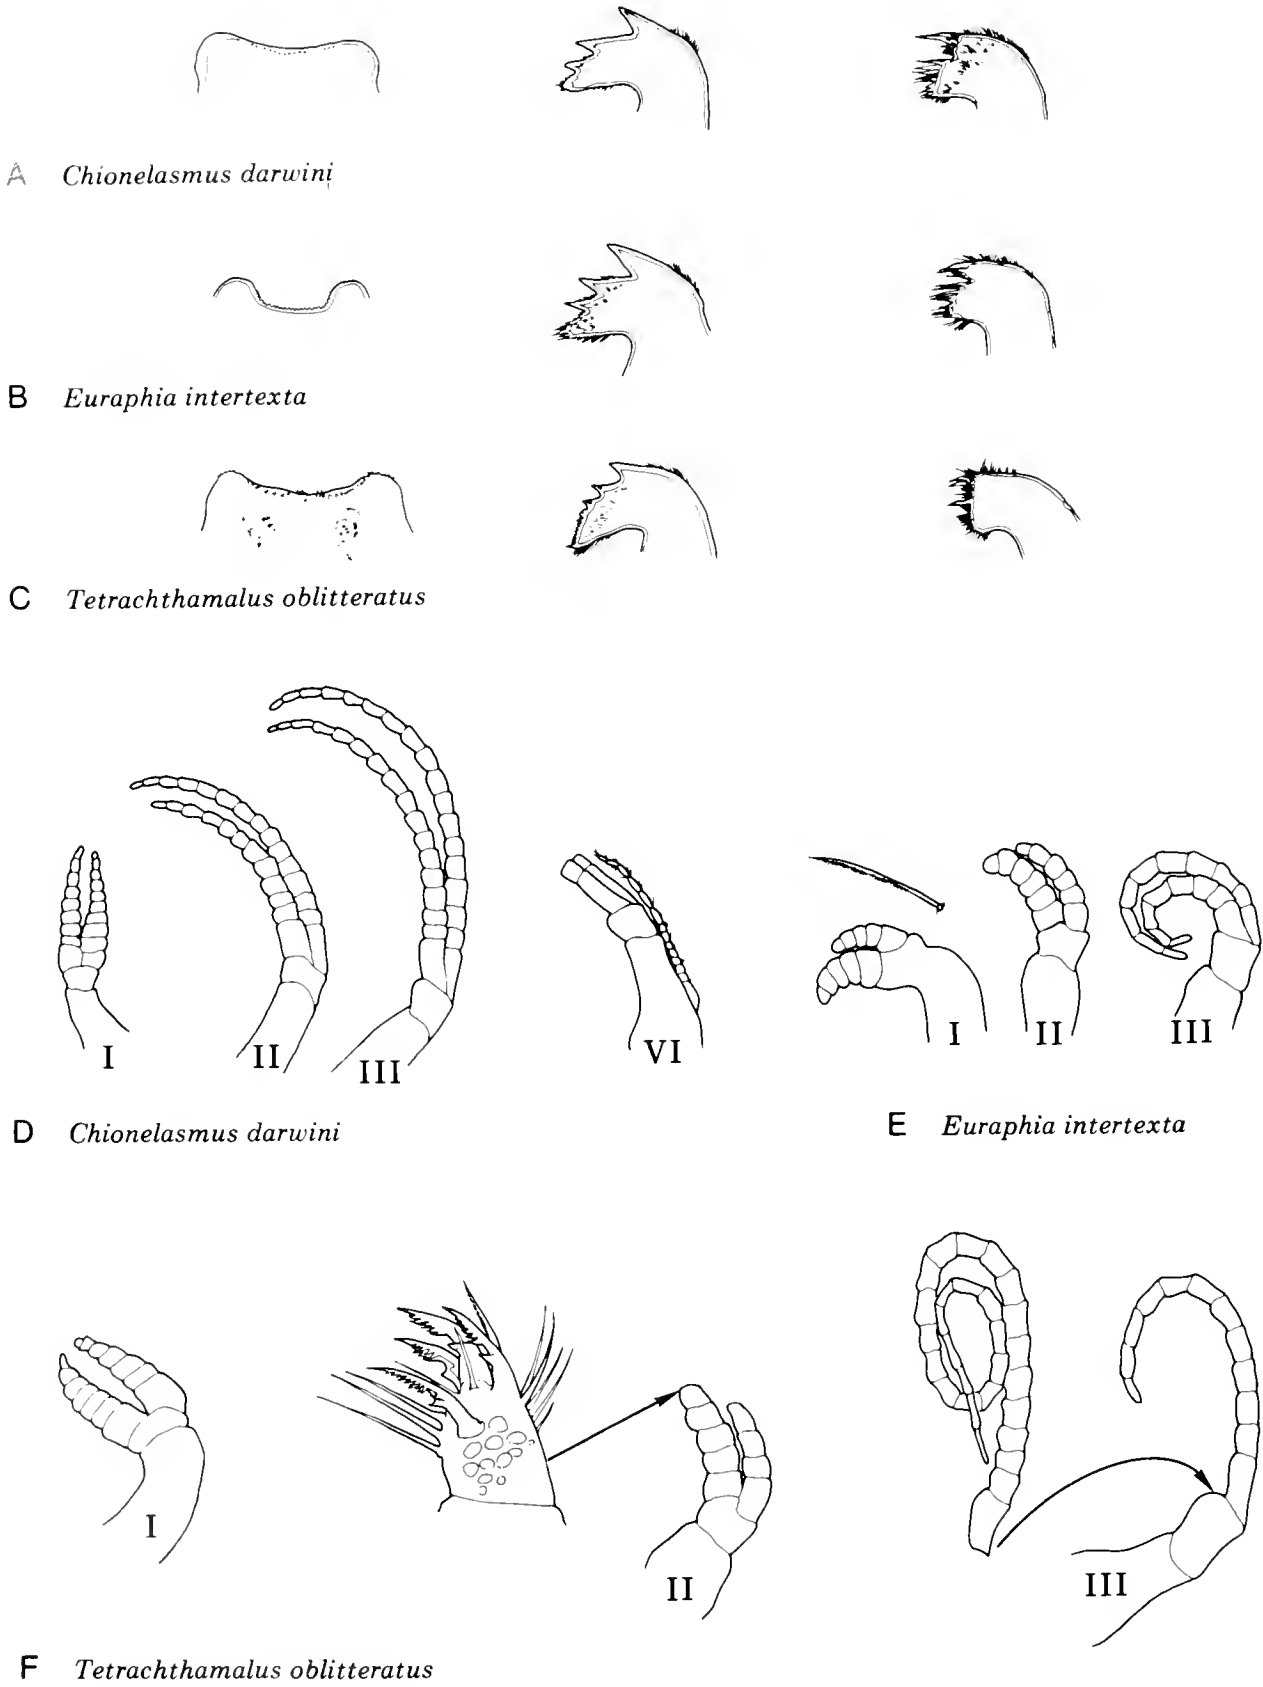 A Chionelasmus darwini
B Euraphia intertexta
C Tetrachthamalus oblitteratus
I II III VI I II III
D Chionelasmus darwini E Euraphia intertexta
I II III
F Tetrachthamalus oblitteratus